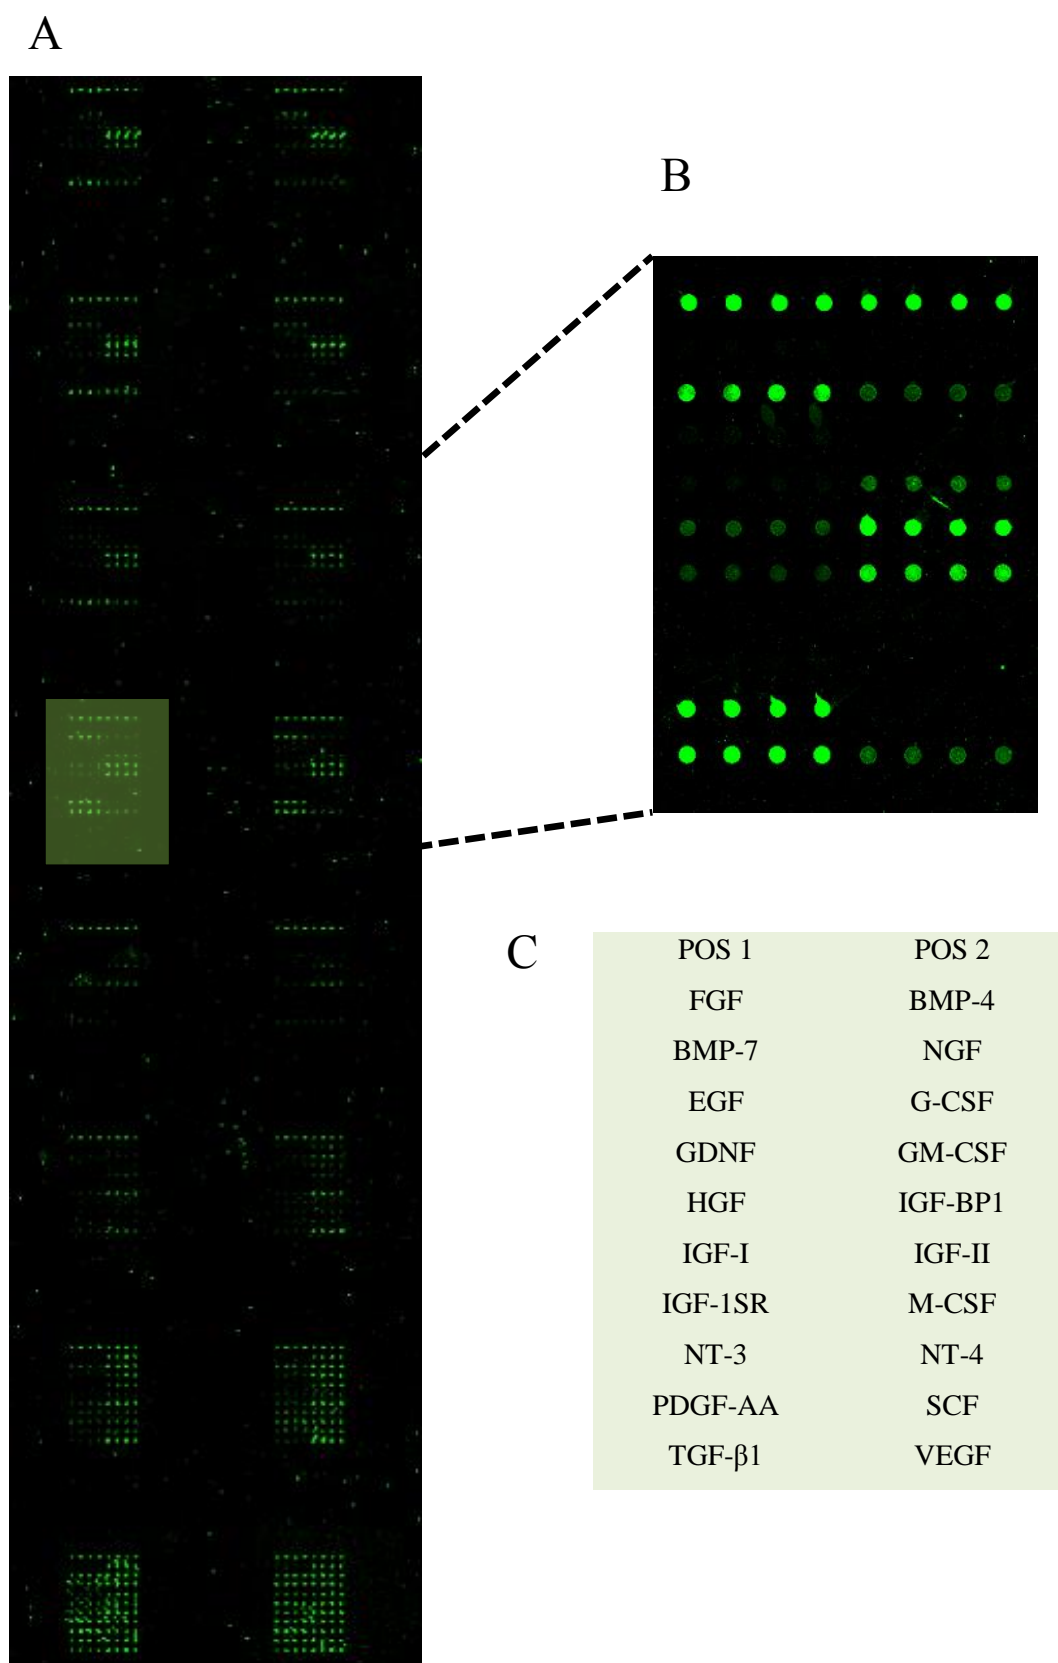 A
B
C
POS 1 POS 2
FGF BMP-4
BMP-7 NGF
EGF G-CSF
GDNF GM-CSF
HGF IGF-BP1
IGF-I IGF-II
IGF-1SR M-CSF
NT-3 NT-4
PDGF-AA SCF
TGF-β1 VEGF